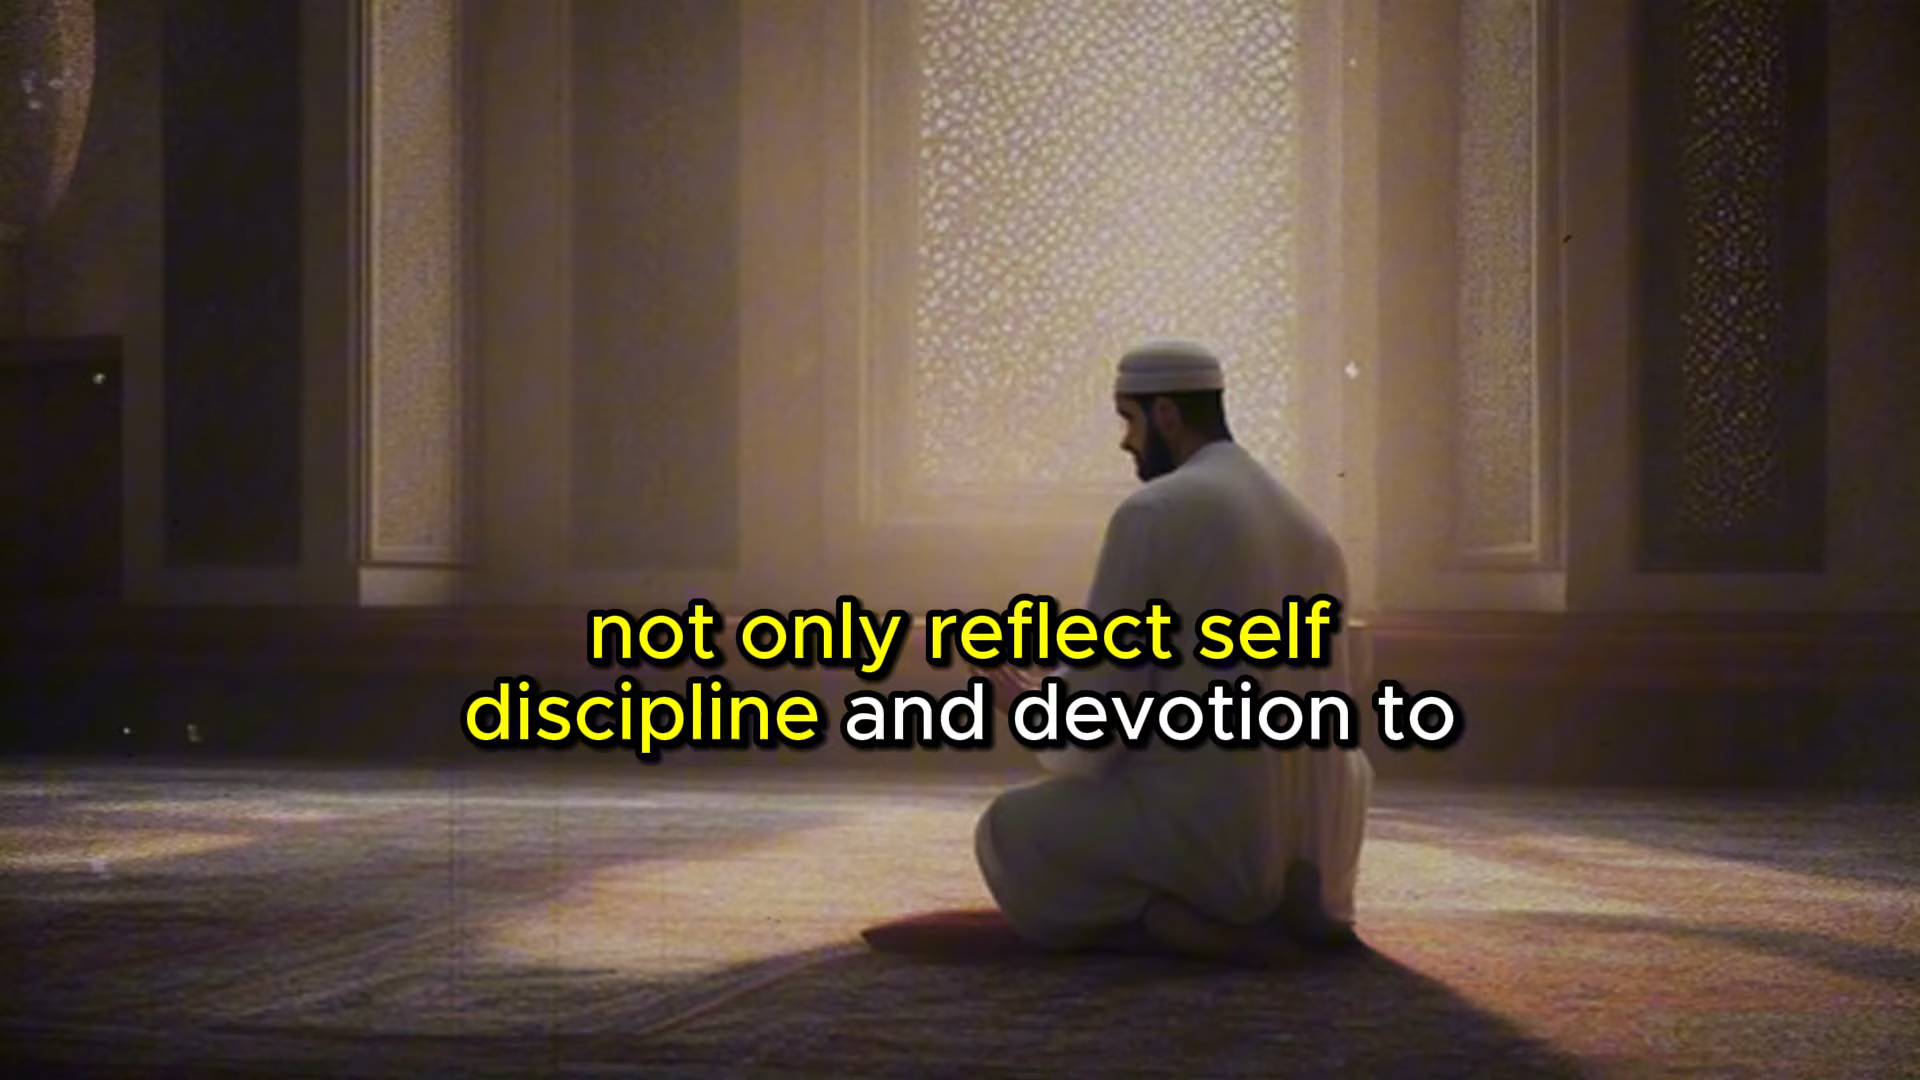 not only reflect self
discipline and devotion to